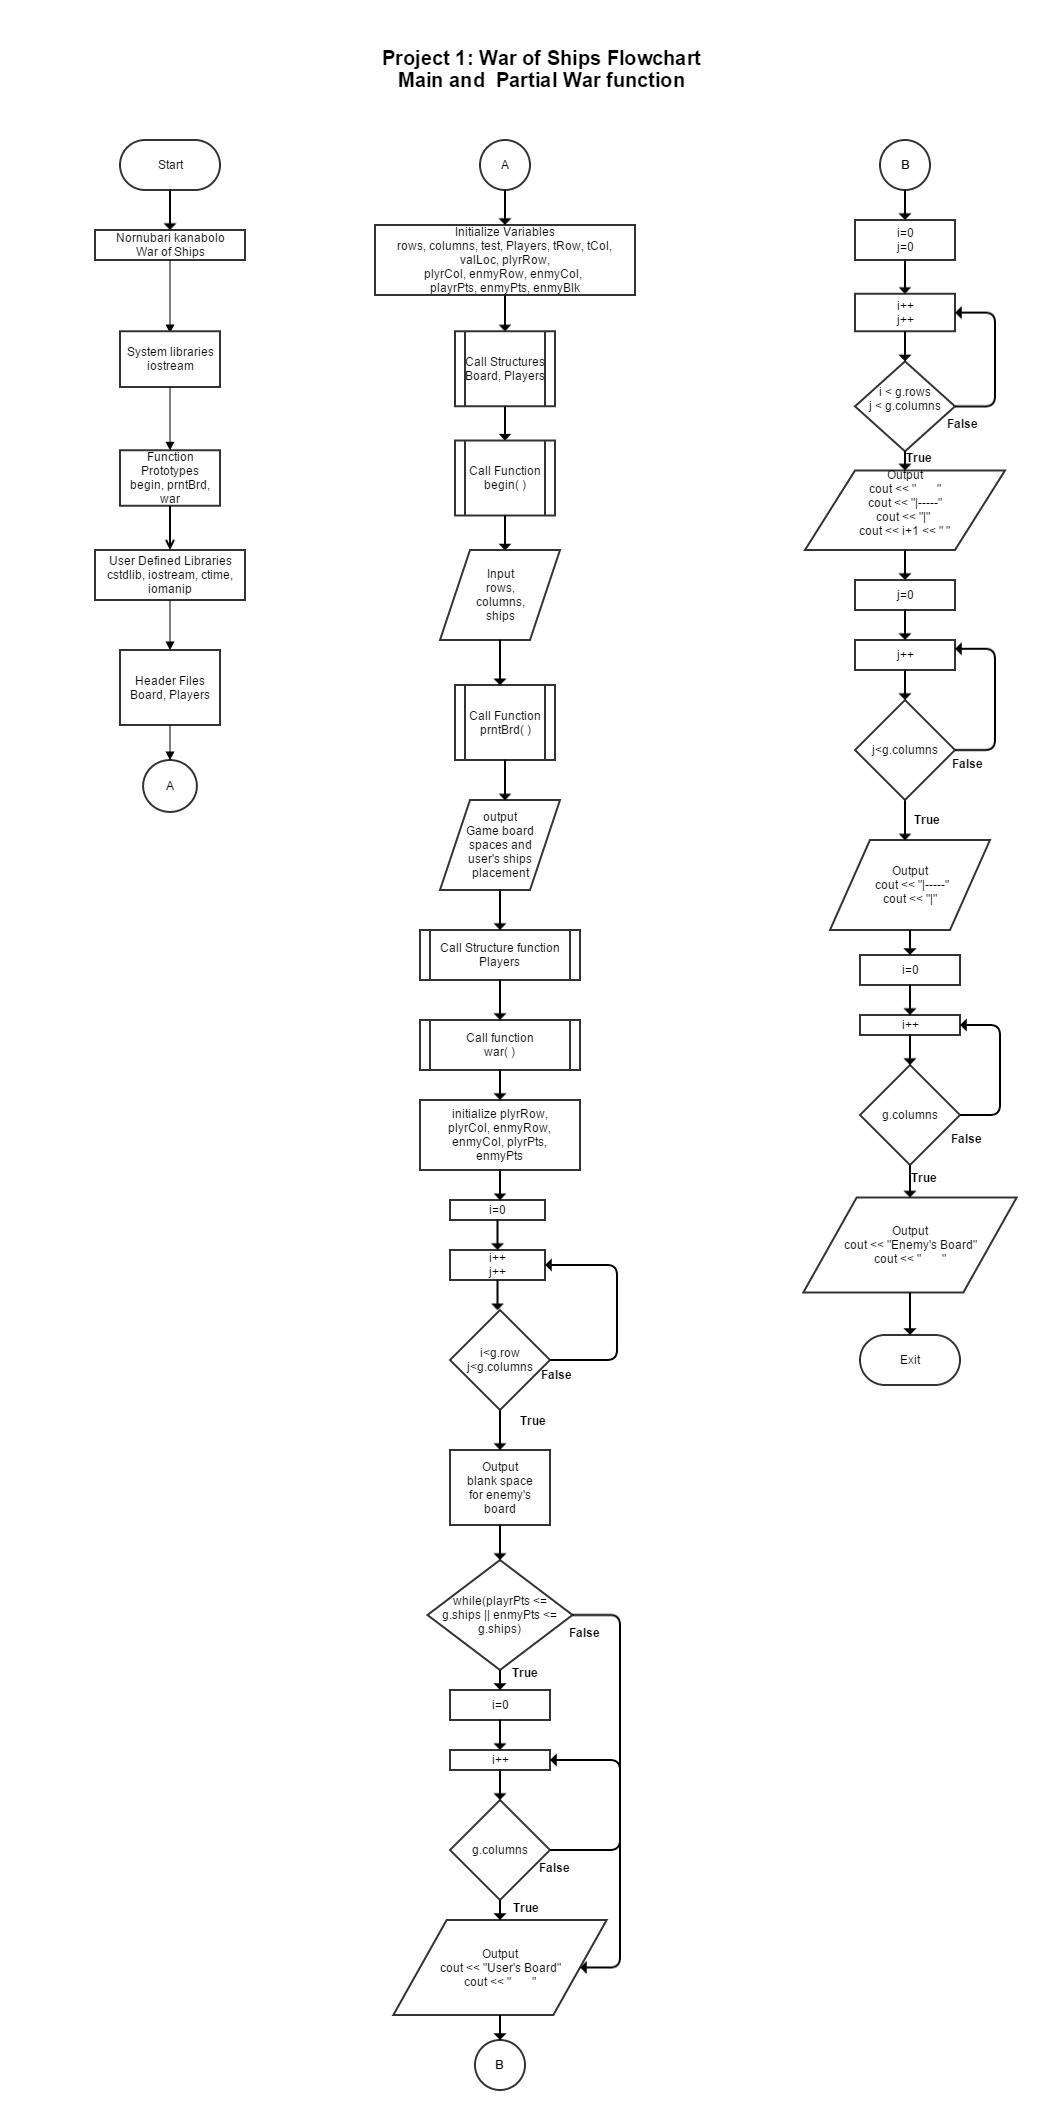 Project 1: War of Ships Flowchart
Main and  Partial War function
Start
Nornubari kanabolo
War of Ships
System libraries
iostream
Function
Prototypes
begin, prntBrd,
war
User Defined Libraries
cstdlib, iostream, ctime,
iomanip
Header Files
Board, Players
A
A
Initialize Variables
rows, columns, test, Players, tRow, tCol,
valLoc, plyrRow,
plyrCol, enmyRow, enmyCol,
playrPts, enmyPts, enmyBlk
Call Structures
Board, Players
Call Function
begin( )
Input
rows,
columns,
ships
Call Function
prntBrd( )
output
Game board
spaces and
user's ships
placement
Call Structure function
Players
Call function
war( )
initialize plyrRow,
plyrCol, enmyRow,
enmyCol, plyrPts,
enmyPts
i=0
i++
j++
i<g.row
j<g.columns
False
True
Output
blank space
for enemy's
board
while(playrPts <=
g.ships || enmyPts <=
g.ships)
False
True
i=0
i++
g.columns
False
True
Output
cout << "User's Board"
cout << "      "
B
B
i=0
j=0
i++
j++
i < g.rows
j < g.columns
False
True
Output
cout << "      "
cout << "|-----"
cout << "|"
cout << i+1 << " "
j=0
j++
j<g.columns
False
True
Output
cout << "|-----"
cout << "|"
i=0
i++
g.columns
False
True
Output
cout << "Enemy's Board"
cout << "      "
Exit